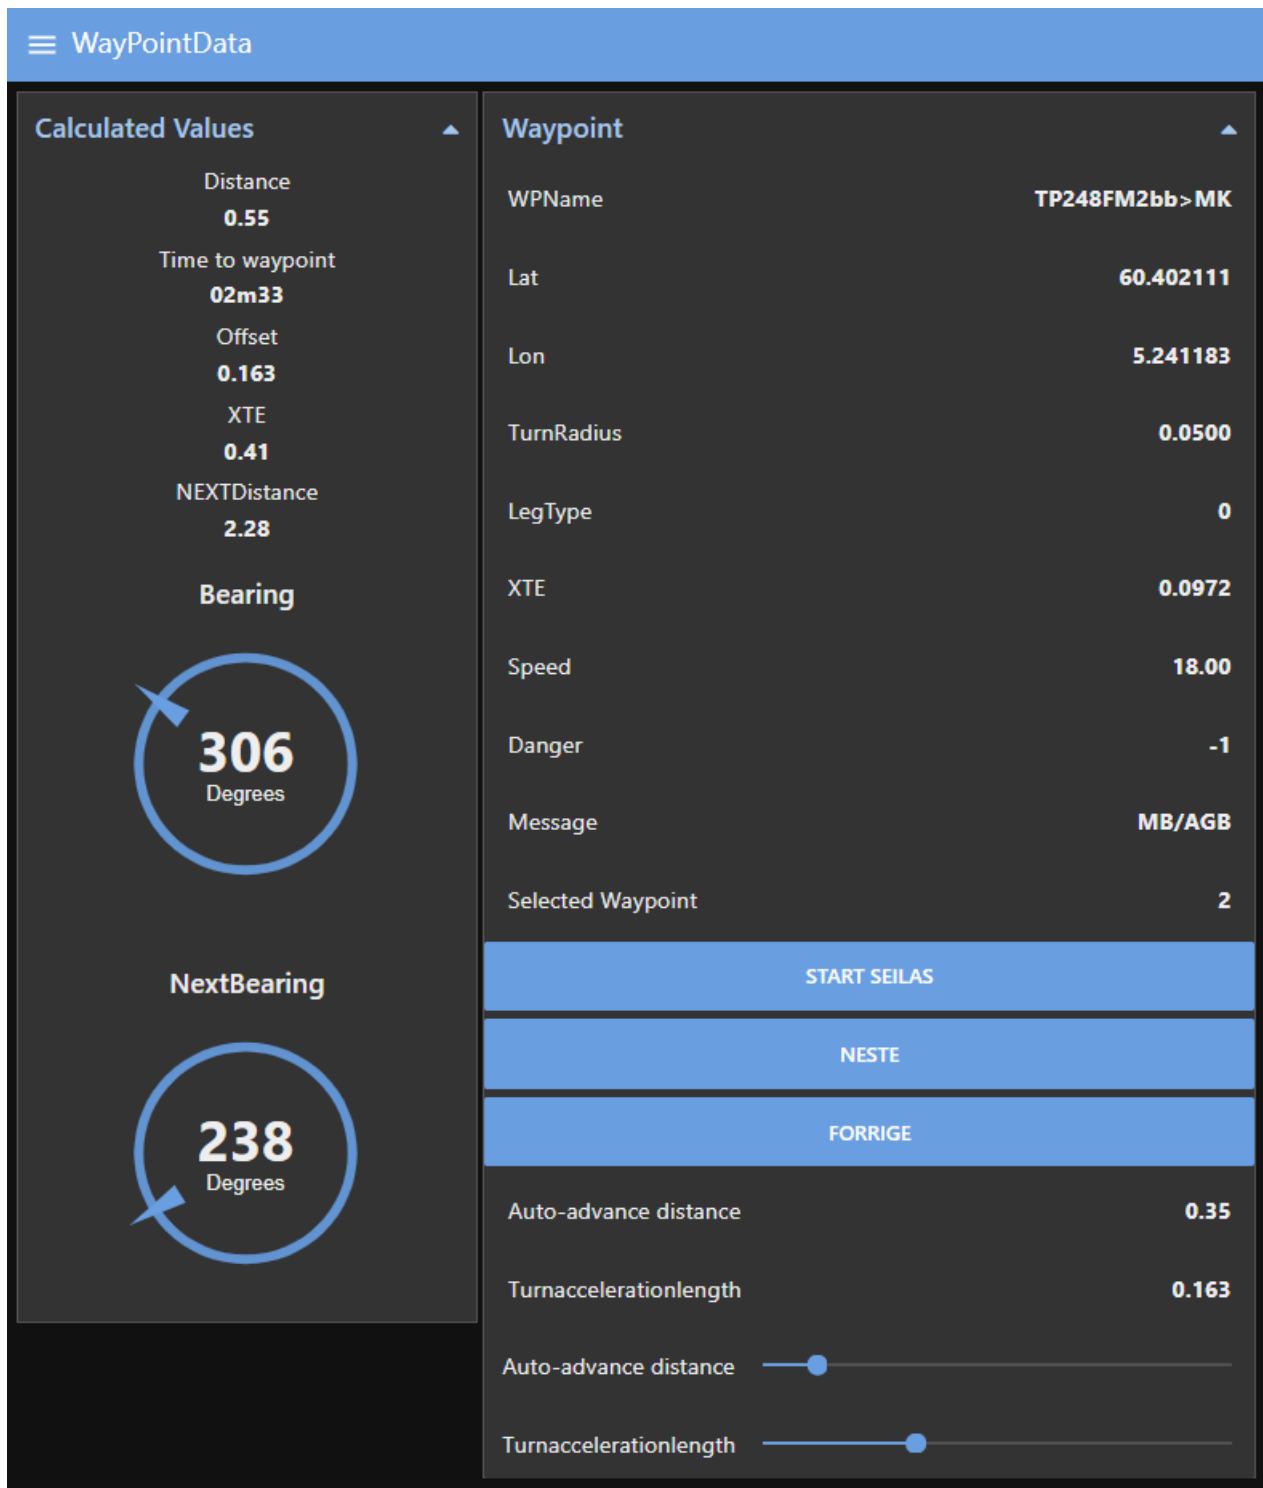 WayPointData
Calculated Values
Distance
0.55
Time to waypoint
02m33
Offset
0.163
XTE
0.41
NEXTDistance
2.28
Bearing
306
Degrees
NextBearing
238
Degrees
Waypoint
WPName TP248FM2bb>MK
Lat 60.402111
Lon 5.241183
TurnRadius 0.0500
LegType 0
XTE 0.0972
Speed 18.00
Danger -1
Message MB/AGB
Selected Waypoint 2
START SEILAS
NESTE
FORRIGE
Auto-advance distance 0.35
Turnaccelerationlength 0.163
Auto-advance distance
Turnaccelerationlength